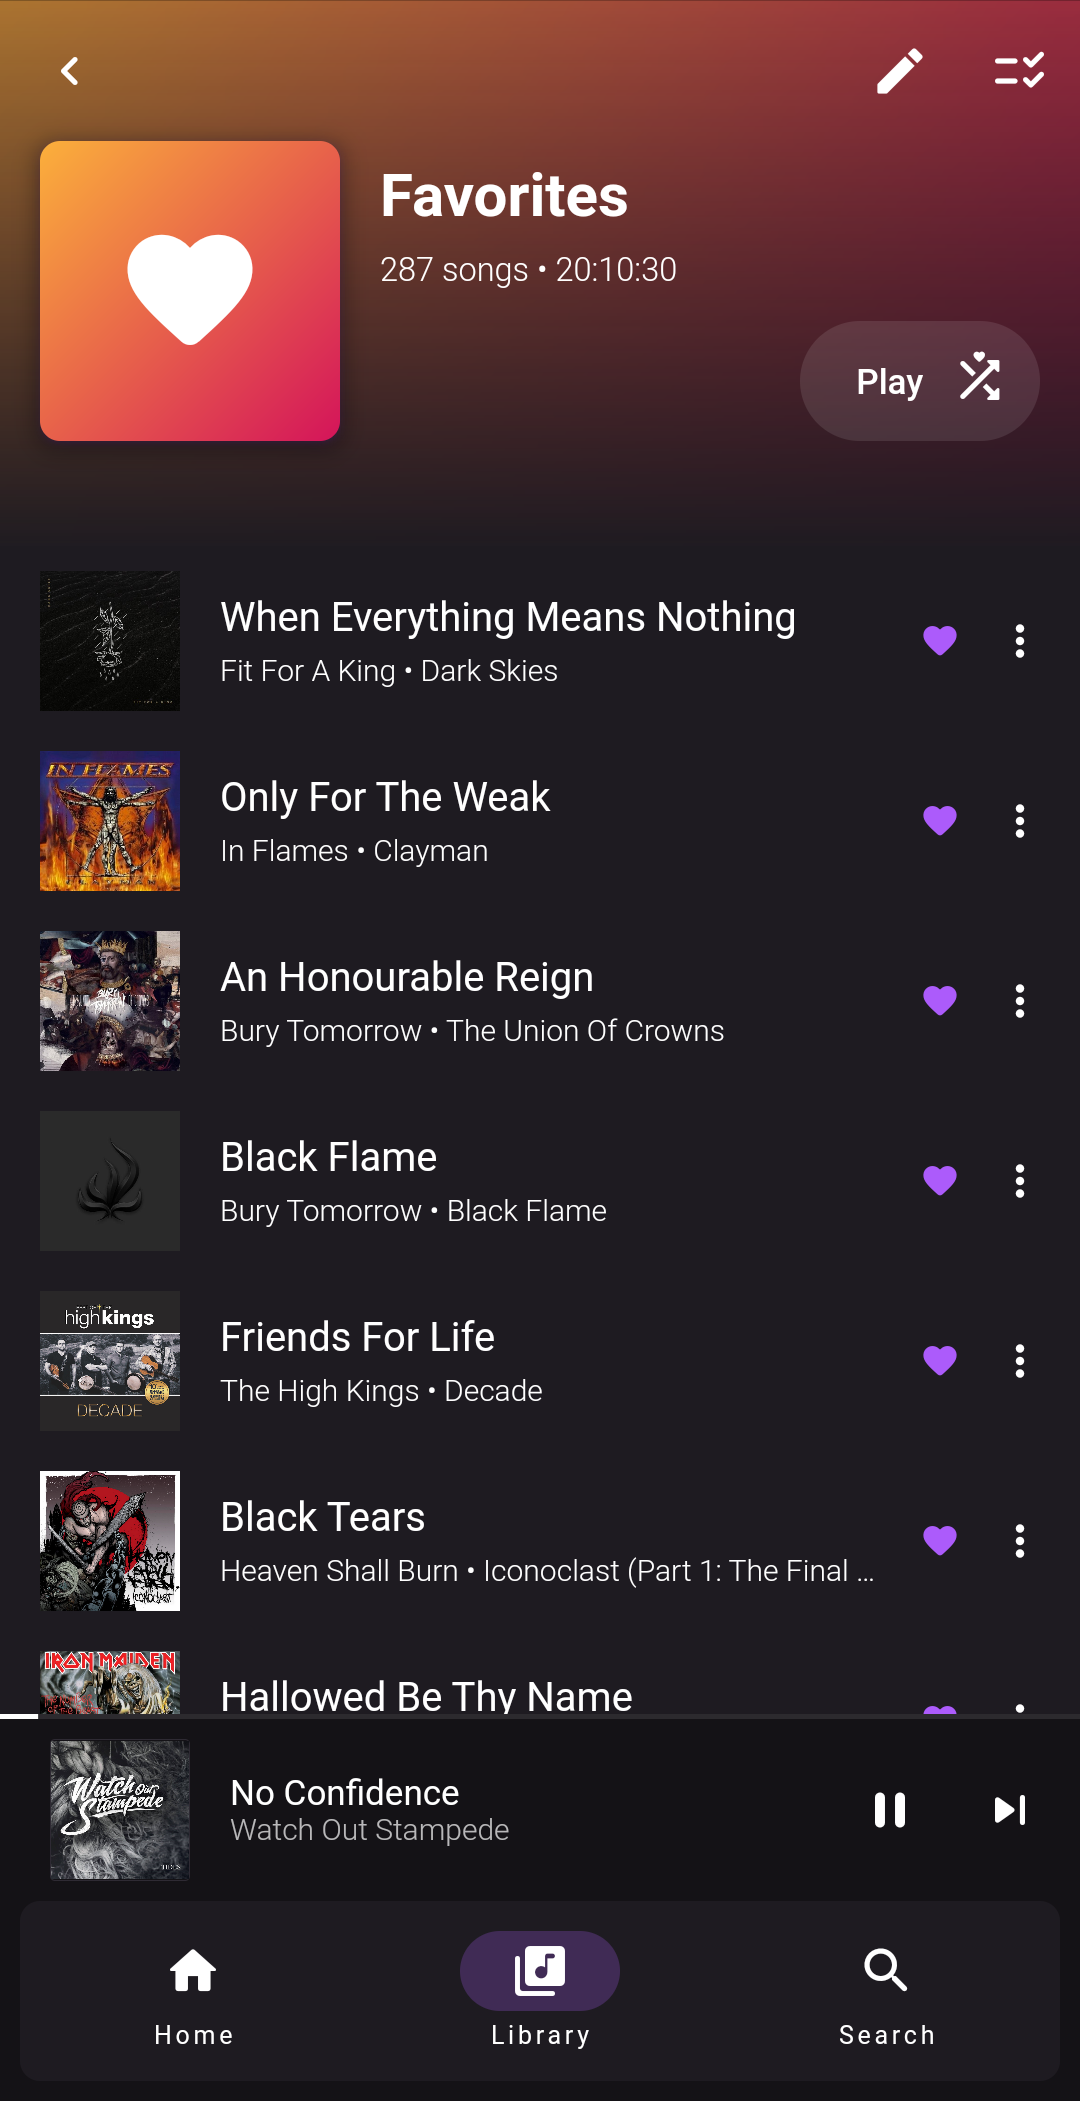 Favorites
287 songs • 20:10:30
Play
When Everything Means Nothing
Fit For A King • Dark Skies
IN FLAMES
Only For The Weak
In Flames • Clayman
An Honourable Reign
Bury Tomorrow • The Union Of Crowns
Black Flame
Bury Tomorrow • Black Flame
highkings
DECADE
Friends For Life
The High Kings • Decade
Black Tears
Heaven Shall Burn • Iconoclast (Part 1: The Final ...
IRON MAIDEN
Hallowed Be Thy Name
Watch Out
Stampede
No Confidence
Watch Out Stampede
Home
Library
Search